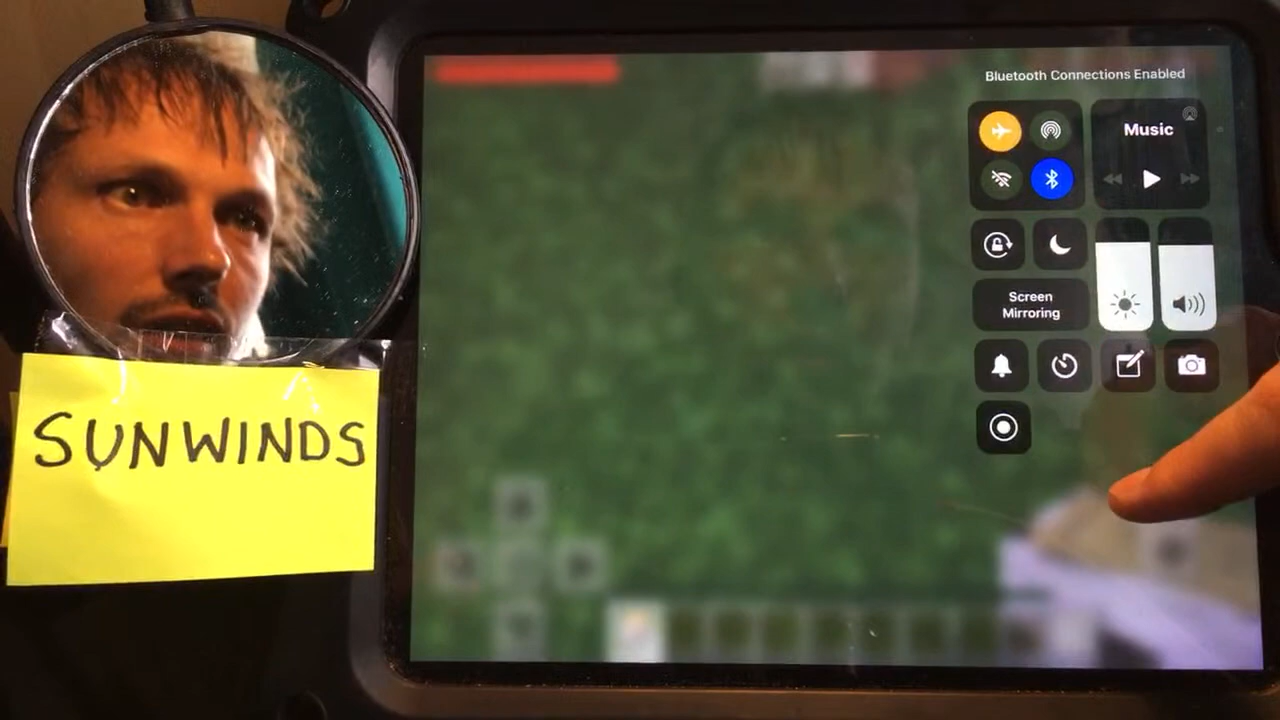 Bluetooth Connections Enabled
Music
Screen
Mirroring
SUNWINDS